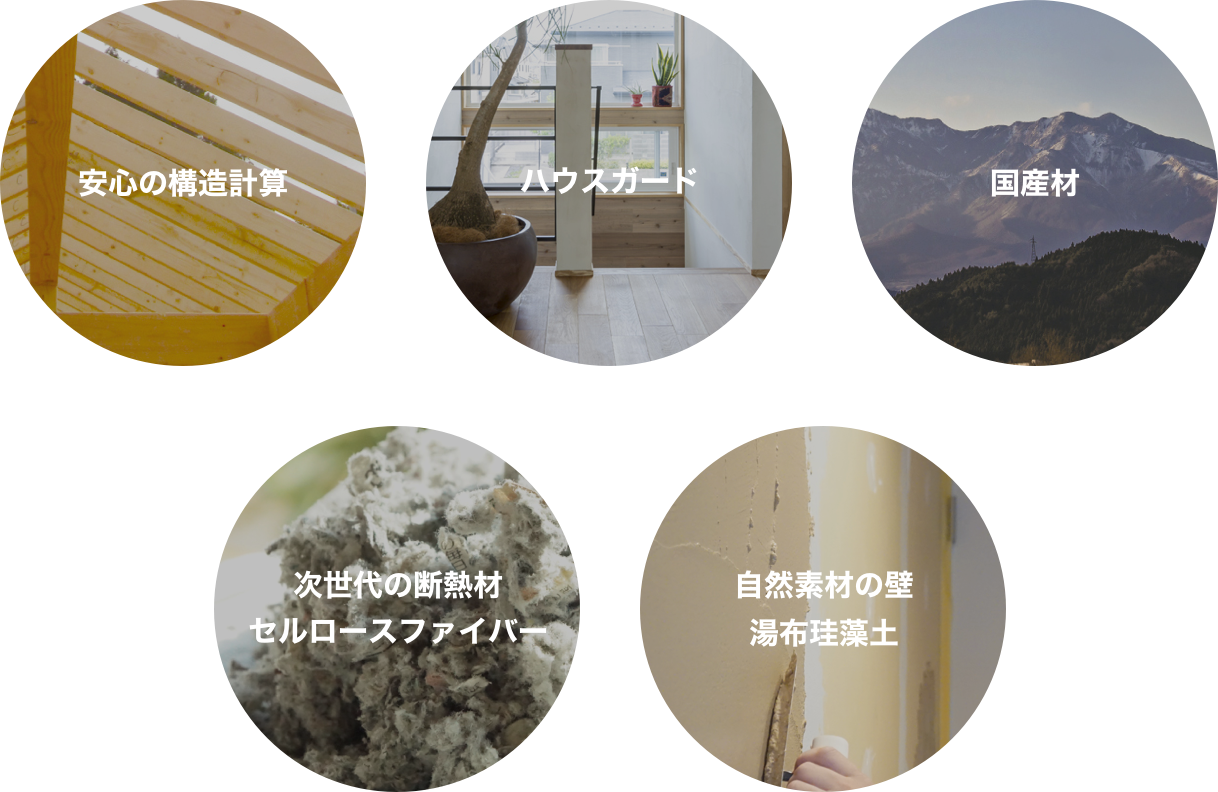 安心の構造計算
ハウスガード
国産材
次世代の断熱材
セルロースファイバー
自然素材の壁
湯布珪藻土